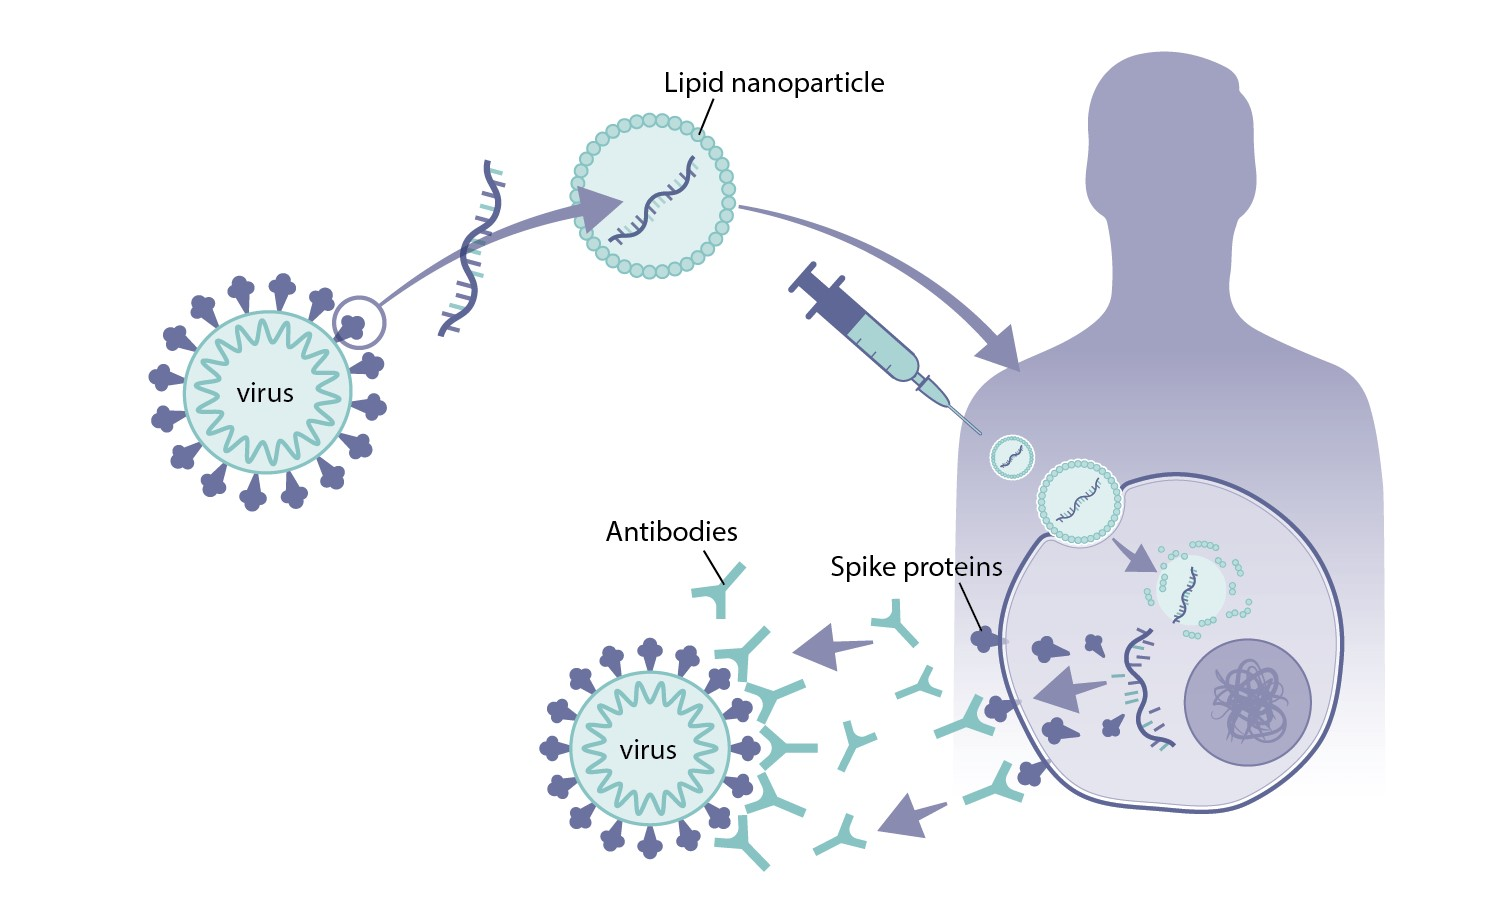 Lipid nanoparticle
virus
Antibodies
Spike proteins
virus